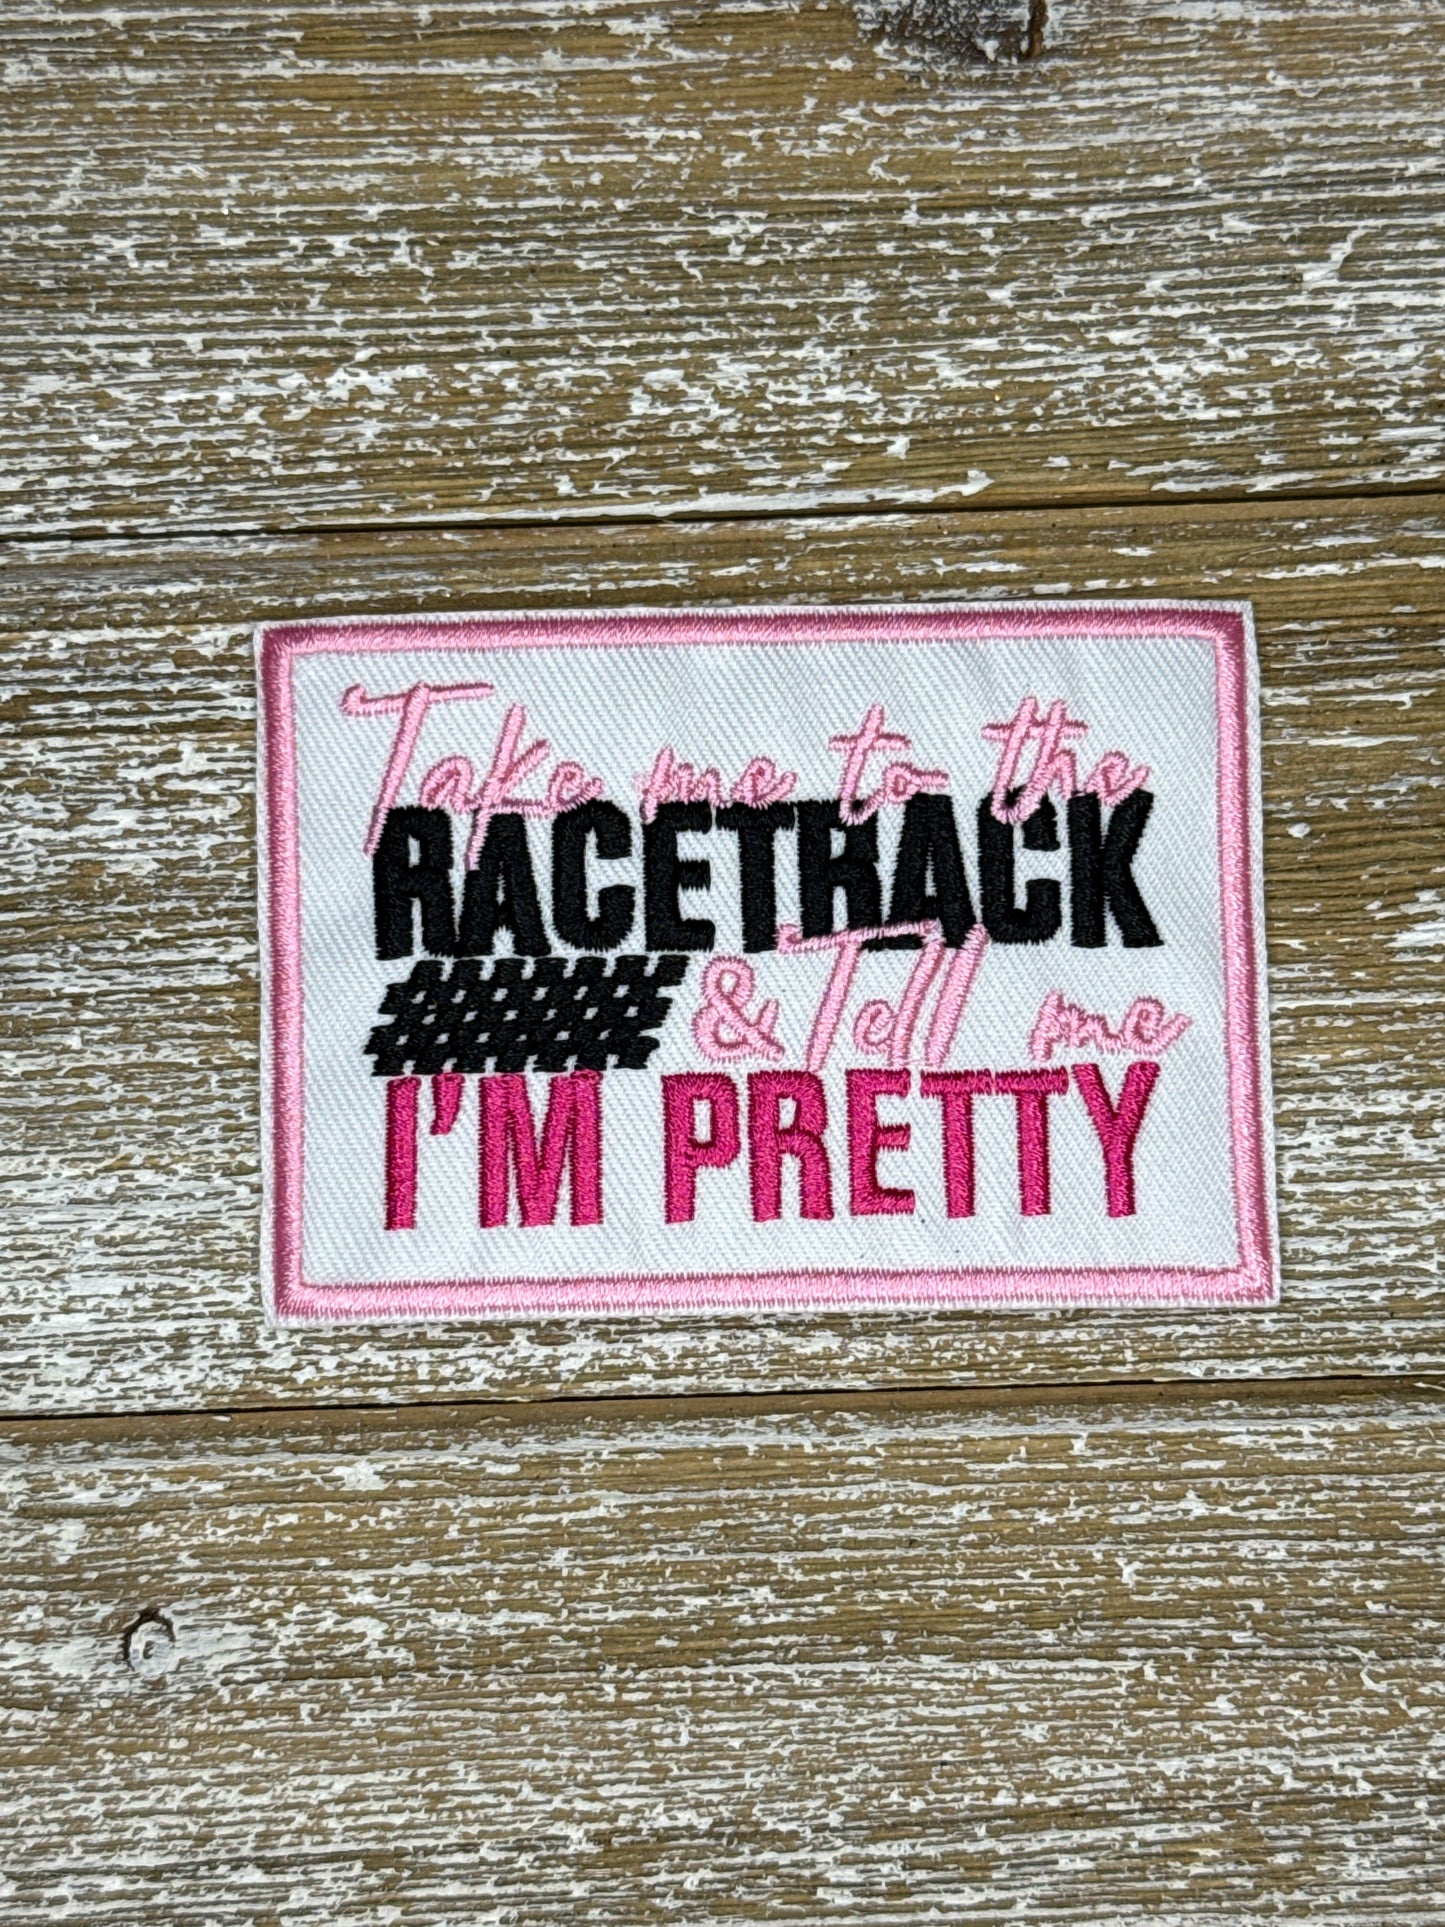 Take me to the
RACETRACK
& Tell me
I'M PRETTY